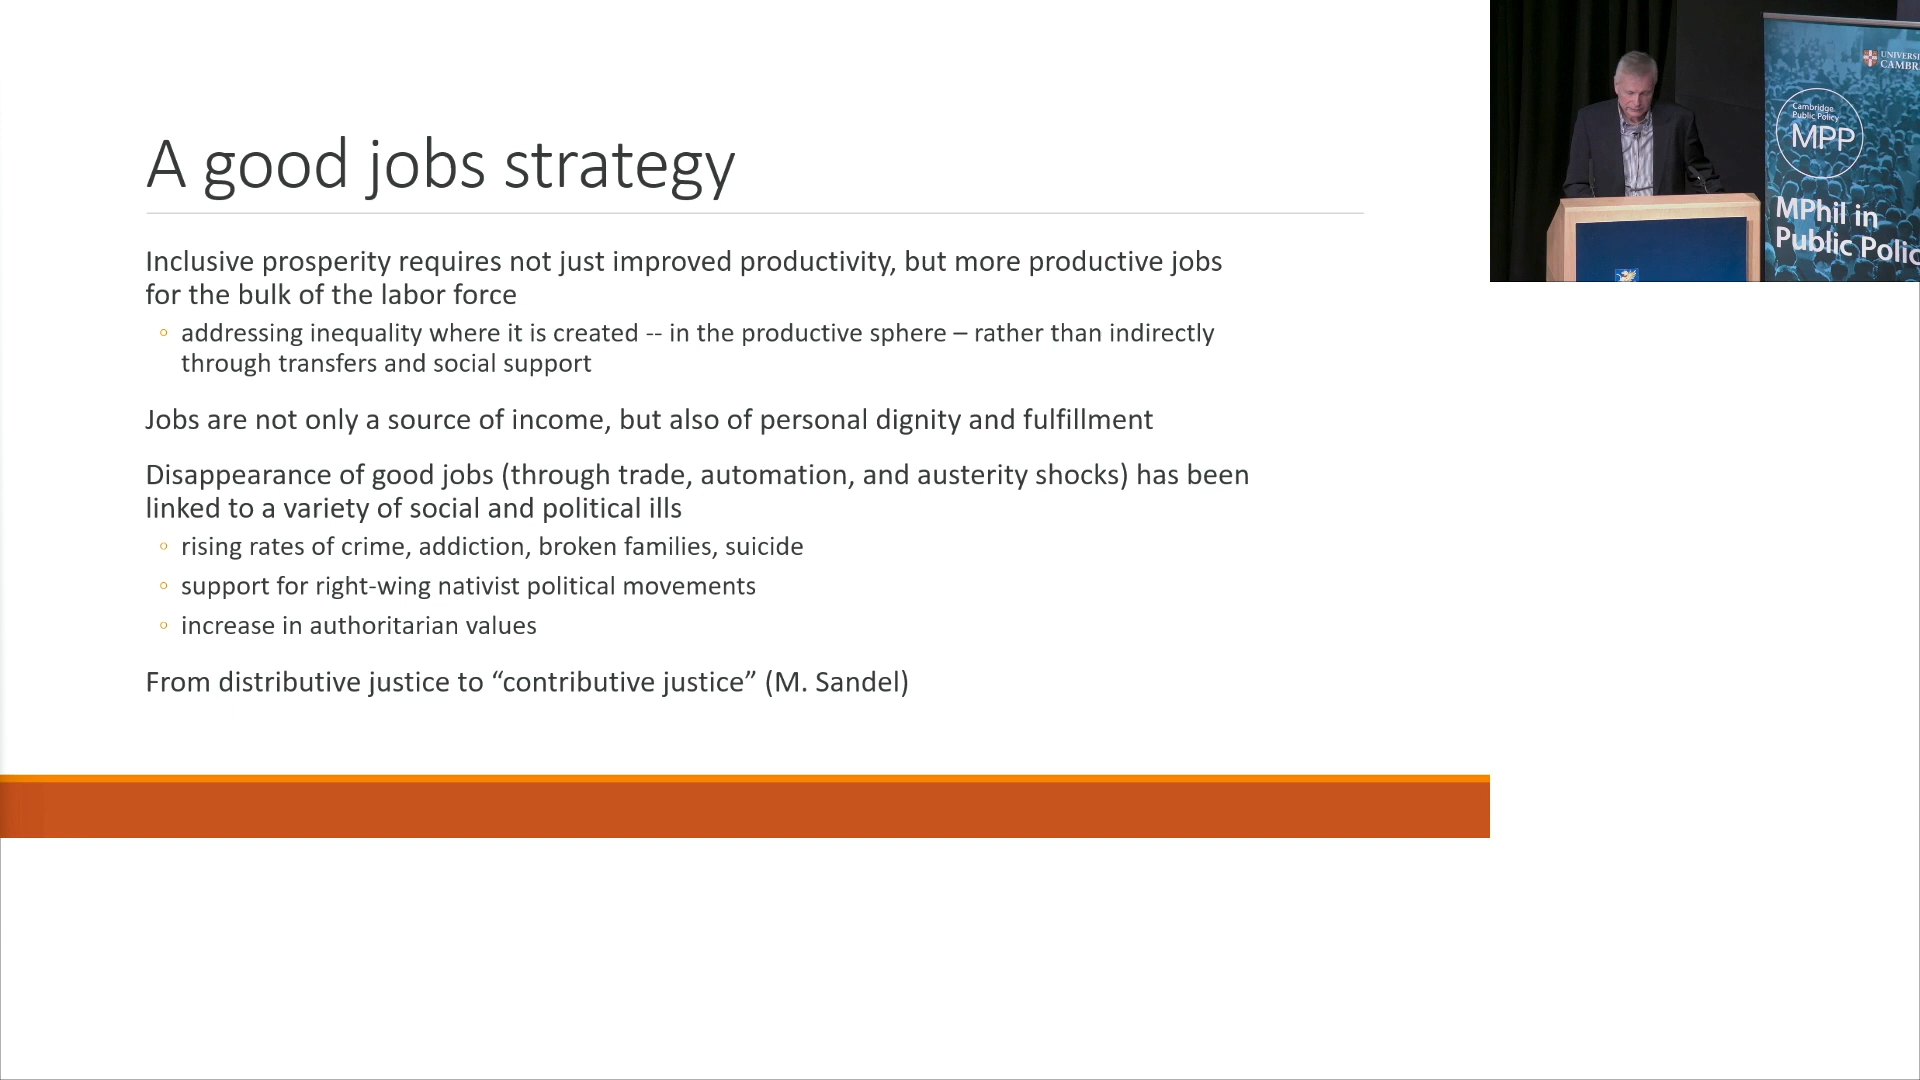 A good jobs strategy
Inclusive prosperity requires not just improved productivity, but more productive jobs
for the bulk of the labor force
◦ addressing inequality where it is created -- in the productive sphere – rather than indirectly
through transfers and social support
Jobs are not only a source of income, but also of personal dignity and fulfillment
Disappearance of good jobs (through trade, automation, and austerity shocks) has been
linked to a variety of social and political ills
◦ rising rates of crime, addiction, broken families, suicide
◦ support for right-wing nativist political movements
◦ increase in authoritarian values
From distributive justice to “contributive justice” (M. Sandel)
UNIVERSI
CAMBR
Cambridge
Public Policy
MPP
MPhil in
Public Polic